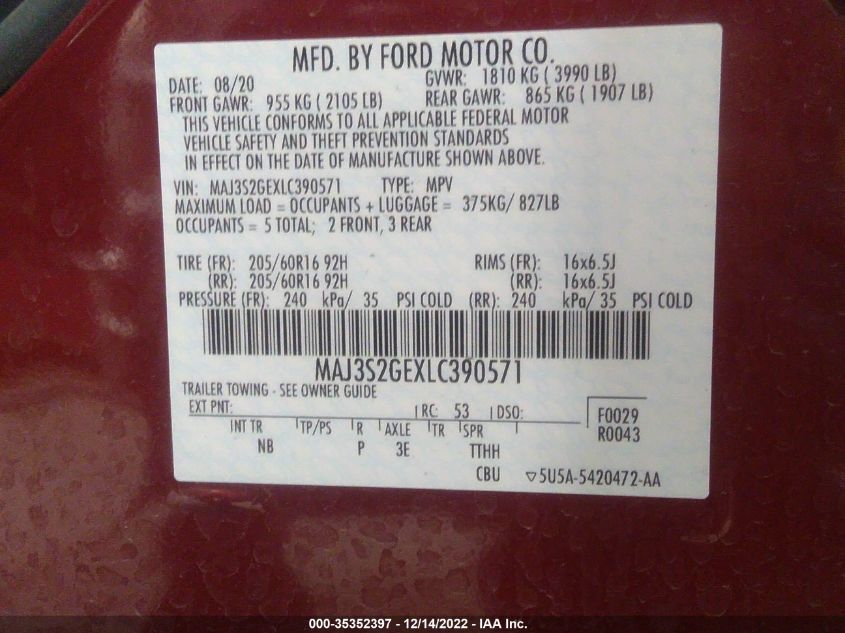 MFD. BY FORD MOTOR CO.
DATE: 08/20 GVWR: 1810 KG ( 3990 LB)
FRONT GAWR: 955 KG ( 2105 LB) REAR GAWR: 865 KG ( 1907 LB)
THIS VEHICLE CONFORMS TO ALL APPLICABLE FEDERAL MOTOR
VEHICLE SAFETY AND THEFT PREVENTION STANDARDS
IN EFFECT ON THE DATE OF MANUFACTURE SHOWN ABOVE.
VIN: MAJ3S2GEXLC390571 TYPE: MPV
MAXIMUM LOAD = OCCUPANTS + LUGGAGE = 375KG/ 827LB
OCCUPANTS = 5 TOTAL; 2 FRONT, 3 REAR
TIRE (FR): 205/60R16 92H RIMS (FR): 16x6.5J
(RR): 205/60R16 92H (RR): 16x6.5J
PRESSURE (FR): 240 kPa/ 35 PSI COLD (RR): 240 kPa/ 35 PSI COLD
MAJ3S2GEXLC390571
TRAILER TOWING - SEE OWNER GUIDE
EXT PNT: RC: 53 DSO: F0029
R0043
INT TR TP/PS R AXLE TR SPR
NB P 3E TTHH
CBU ▽5U5A-5420472-AA
000-35352397 - 12/14/2022 - IAA Inc.